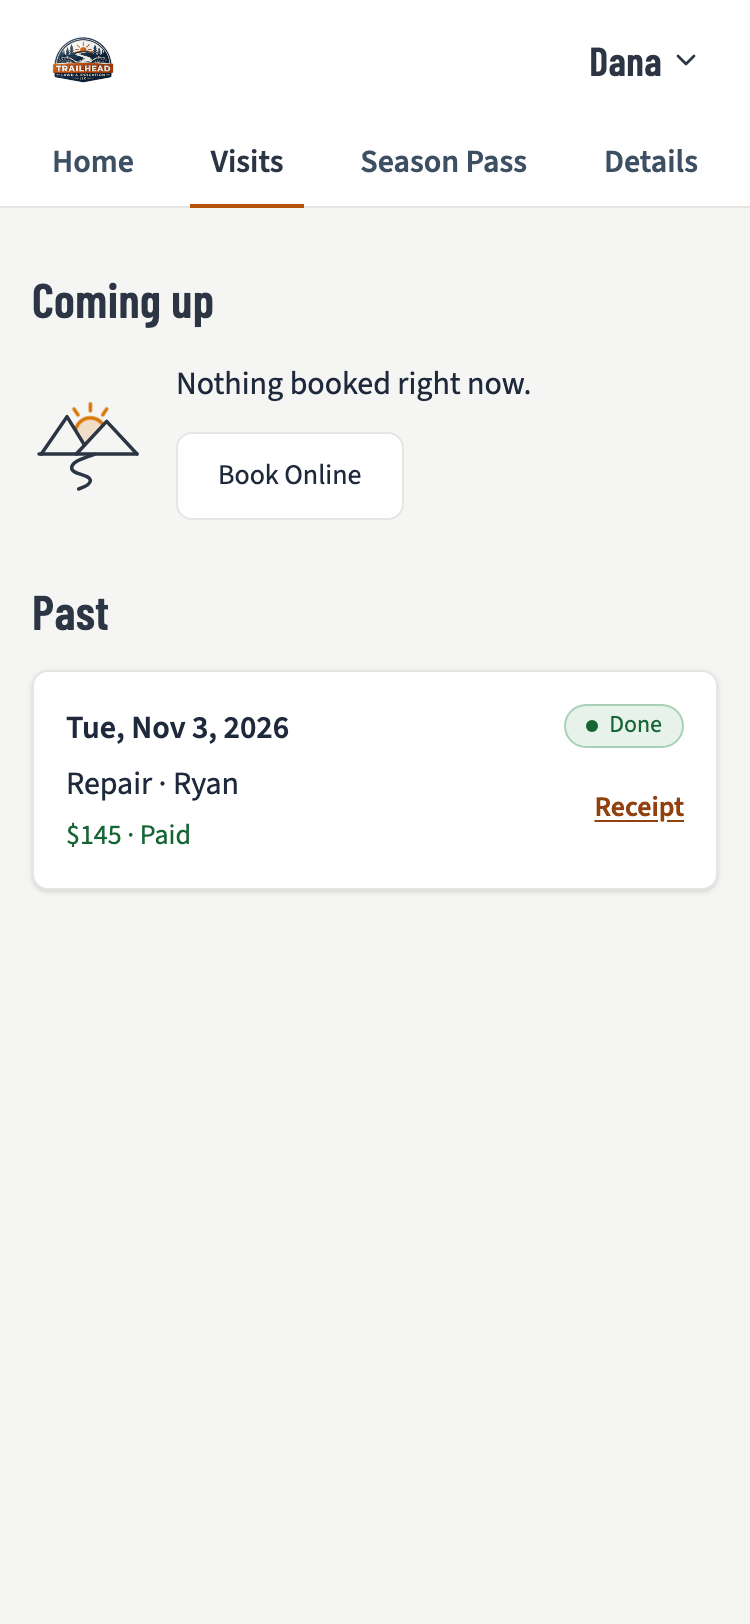 TRAILHEAD
Dana
Home
Visits
Season Pass
Details
Coming up
Nothing booked right now.
Book Online
Past
Tue, Nov 3, 2026
Done
Repair · Ryan
Receipt
$145 · Paid